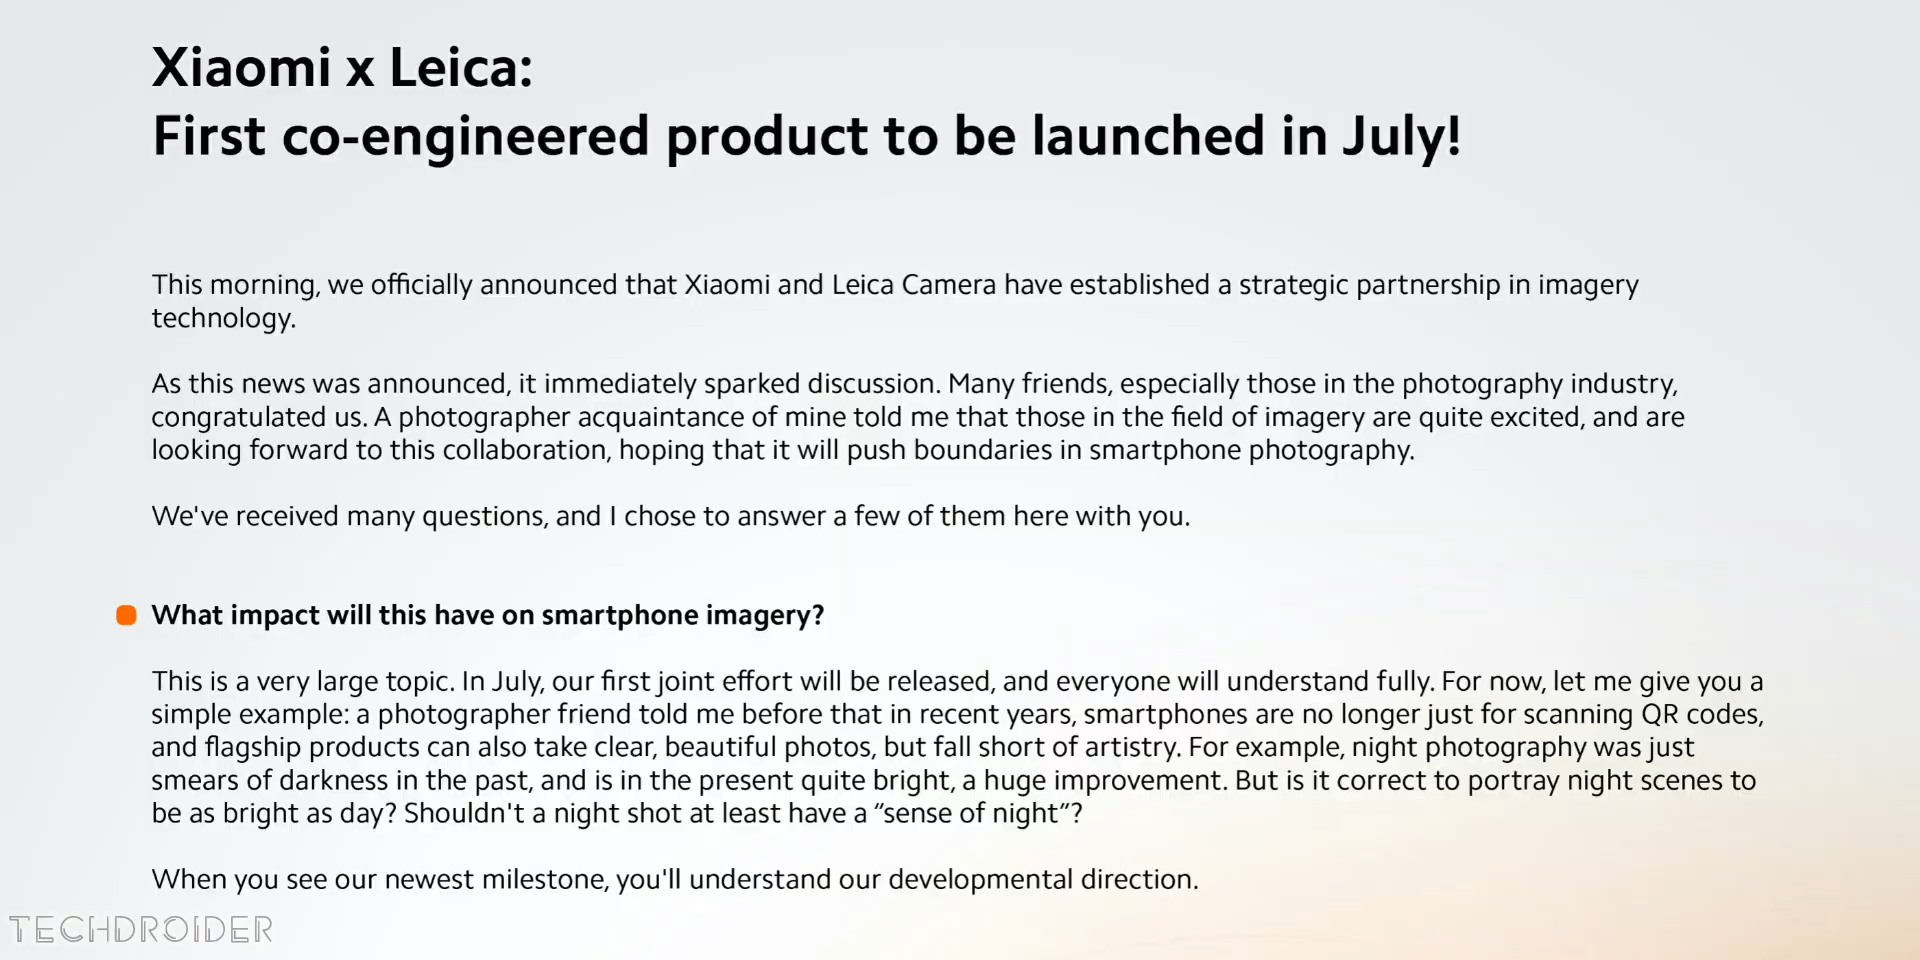 Xiaomi x Leica:
First co-engineered product to be launched in July!
This morning, we officially announced that Xiaomi and Leica Camera have established a strategic partnership in imagery
technology.
As this news was announced, it immediately sparked discussion. Many friends, especially those in the photography industry,
congratulated us. A photographer acquaintance of mine told me that those in the field of imagery are quite excited, and are
looking forward to this collaboration, hoping that it will push boundaries in smartphone photography.
We've received many questions, and I chose to answer a few of them here with you.
What impact will this have on smartphone imagery?
This is a very large topic. In July, our first joint effort will be released, and everyone will understand fully. For now, let me give you a
simple example: a photographer friend told me before that in recent years, smartphones are no longer just for scanning QR codes,
and flagship products can also take clear, beautiful photos, but fall short of artistry. For example, night photography was just
smears of darkness in the past, and is in the present quite bright, a huge improvement. But is it correct to portray night scenes to
be as bright as day? Shouldn't a night shot at least have a “sense of night”?
When you see our newest milestone, you'll understand our developmental direction.
TECHDROIDER